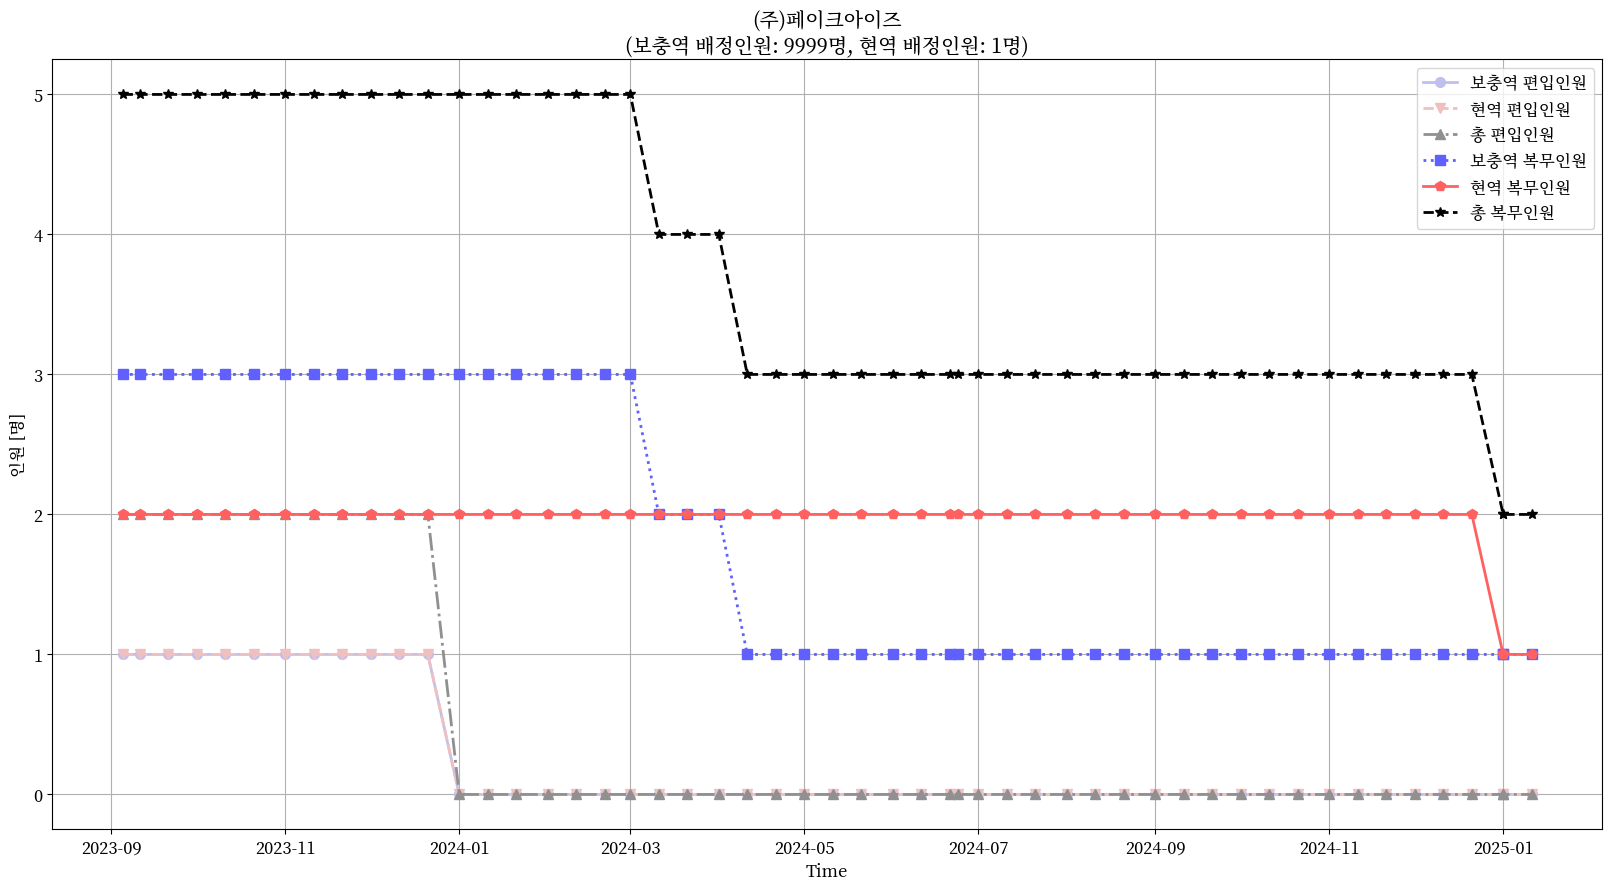 (주)페이크아이즈
(보충역 배정인원: 9999명, 현역 배정인원: 1명)
보충역 편입인원
현역 편입인원
총 편입인원
보충역 복무인원
현역 복무인원
총 복무인원
인원 [명]
5
4
3
2
1
0
2023-09
2023-11
2024-01
2024-03
2024-05
2024-07
2024-09
2024-11
2025-01
Time